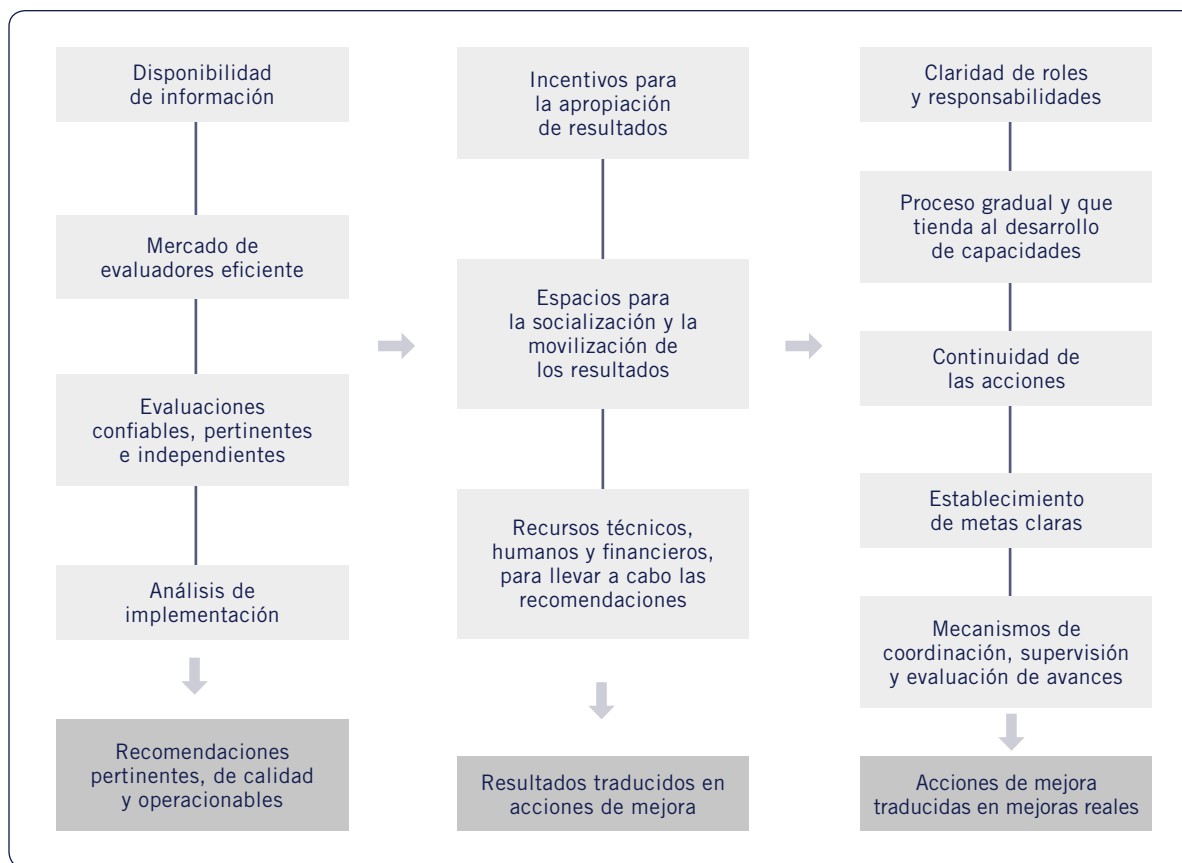 Disponibilidad
de información
Mercado de
evaluadores eficiente
Evaluaciones
confiables, pertinentes
e independientes
Análisis de
implementación
Recomendaciones
pertinentes, de calidad
y operacionables
Incentivos para
la apropiación
de resultados
Espacios para
la socialización y la
movilización de
los resultados
Recursos técnicos,
humanos y financieros,
para llevar a cabo las
recomendaciones
Resultados traducidos en
acciones de mejora
Claridad de roles
y responsabilidades
Proceso gradual y que
tienda al desarrollo
de capacidades
Continuidad de
las acciones
Establecimiento
de metas claras
Mecanismos de
coordinación, supervisión
y evaluación de avances
Acciones de mejora
traducidas en mejoras reales